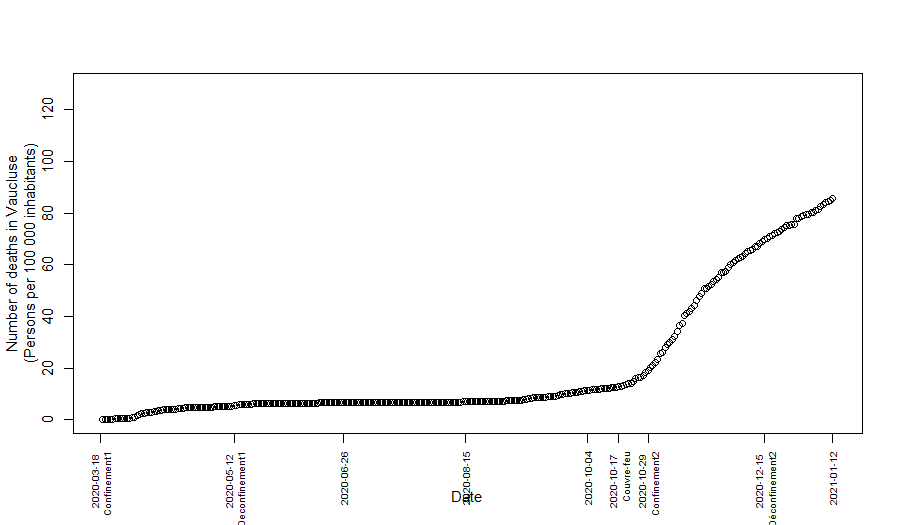 Number of deaths in Vaucluse
(Persons per 100 000 inhabitants)
0
20
40
60
80
100
120
2020-03-18
Confinement1
2020-05-12
Deconfinement1
2020-06-26
2020-08-15
2020-10-04
2020-10-17
Couvre-feu
2020-10-29
Confinement2
2020-12-15
Déconfinement2
2021-01-12
Date